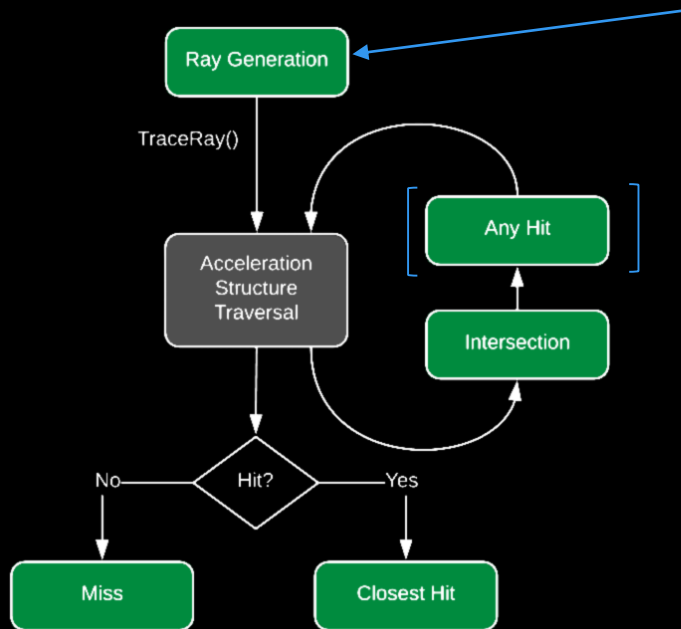 Ray Generation
TraceRay()
Acceleration
Structure
Traversal
Any Hit
Intersection
Hit?
No
Yes
Miss
Closest Hit